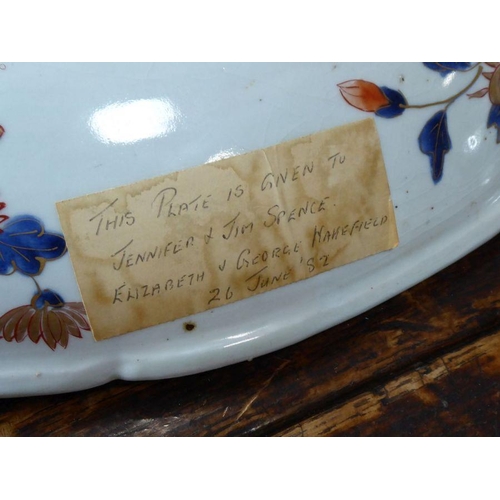 THIS PLATE IS GIVEN TO
JENNIFER & JIM SPENCE.
ELIZABETH & GEORGE WAKEFIELD
26 JUNE '82